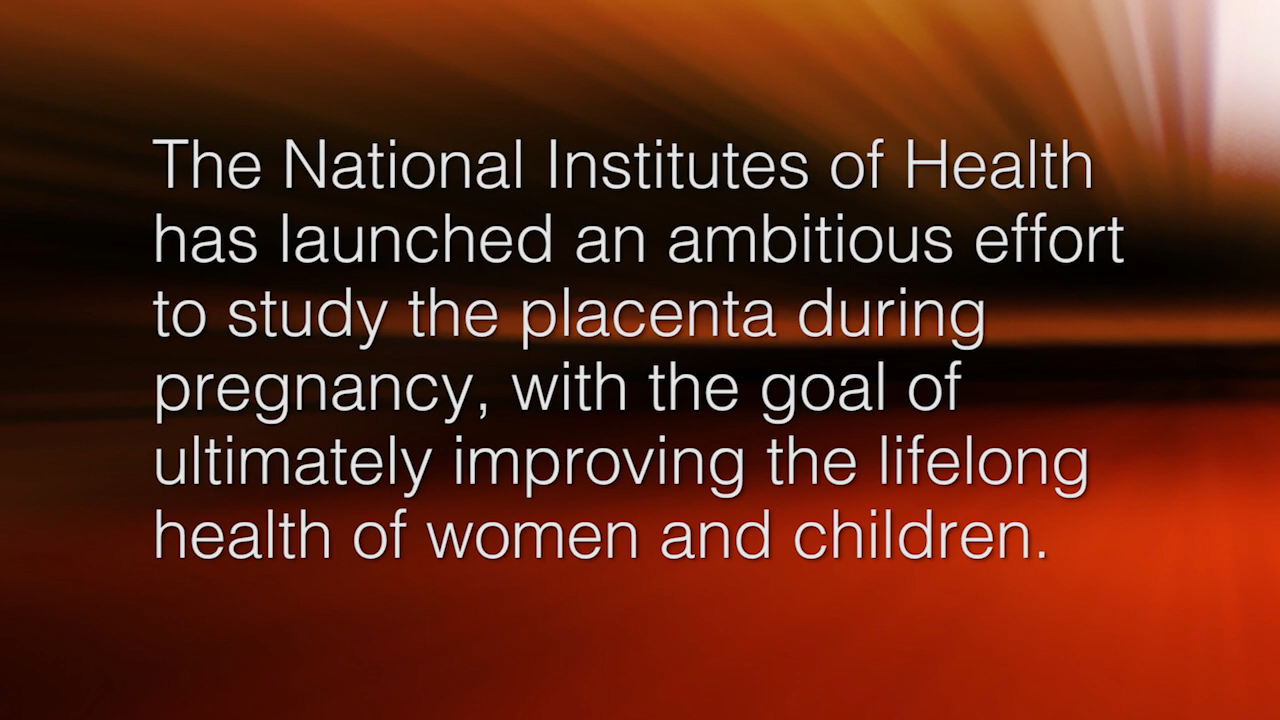 The National Institutes of Health
has launched an ambitious effort
to study the placenta during
pregnancy, with the goal of
ultimately improving the lifelong
health of women and children.